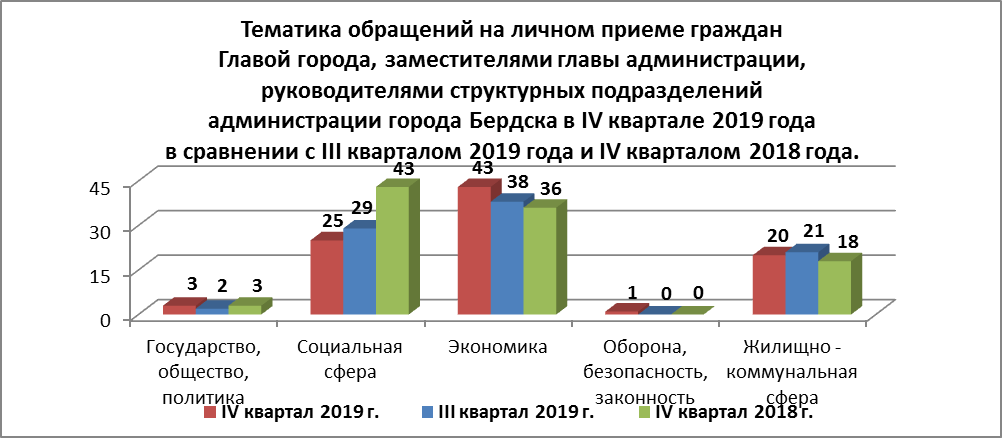 Тематика обращений на личном приеме граждан
Главой города, заместителями главы администрации,
руководителями структурных подразделений
администрации города Бердска в IV квартале 2019 года
в сравнении с III кварталом 2019 года и IV кварталом 2018 года.
45
30
15
0
3 2 3
25 29 43
43 38 36
1 0 0
20 21 18
Государство,
общество,
политика
Социальная
сфера
Экономика
Оборона,
безопасность,
законность
Жилищно -
коммунальная
сфера
IV квартал 2019 г. III квартал 2019 г. IV квартал 2018 г.